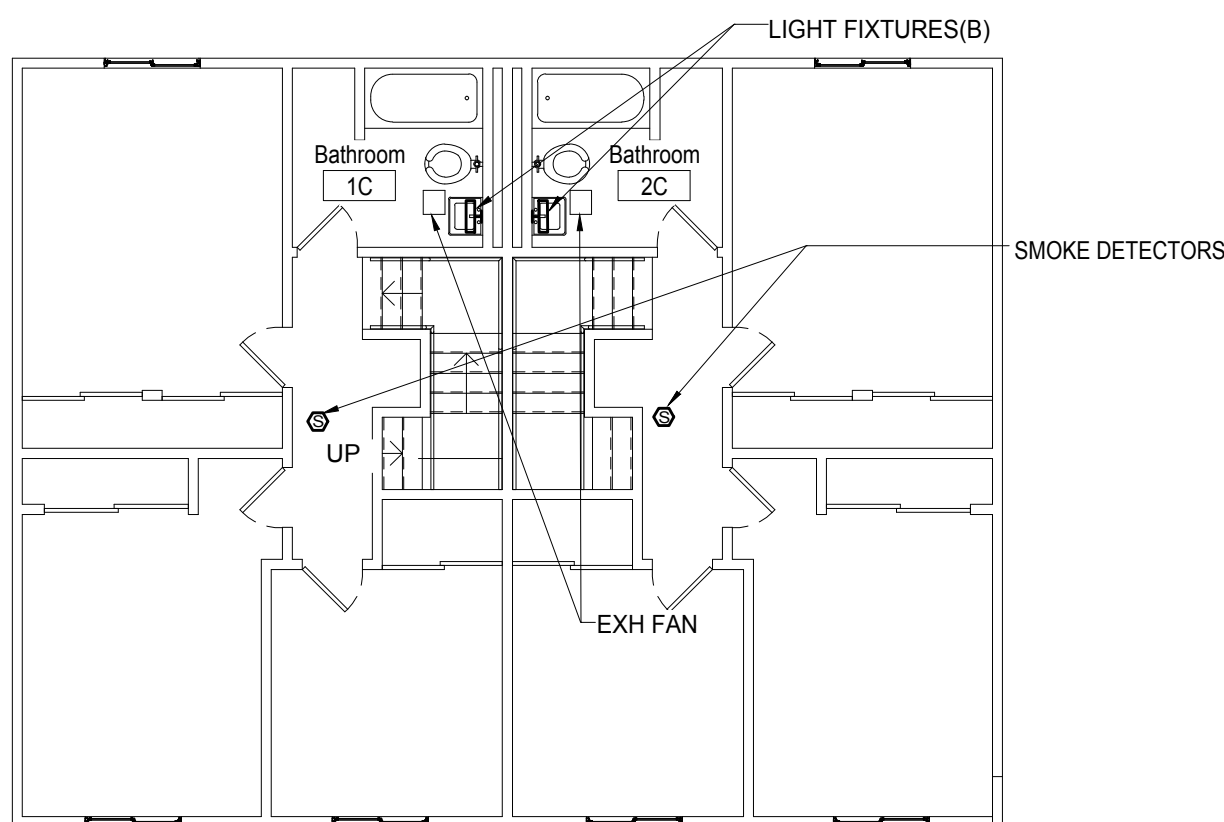 LIGHT FIXTURES(B)
Bathroom
1C
Bathroom
2C
SMOKE DETECTORS
S
S
UP
EXH FAN